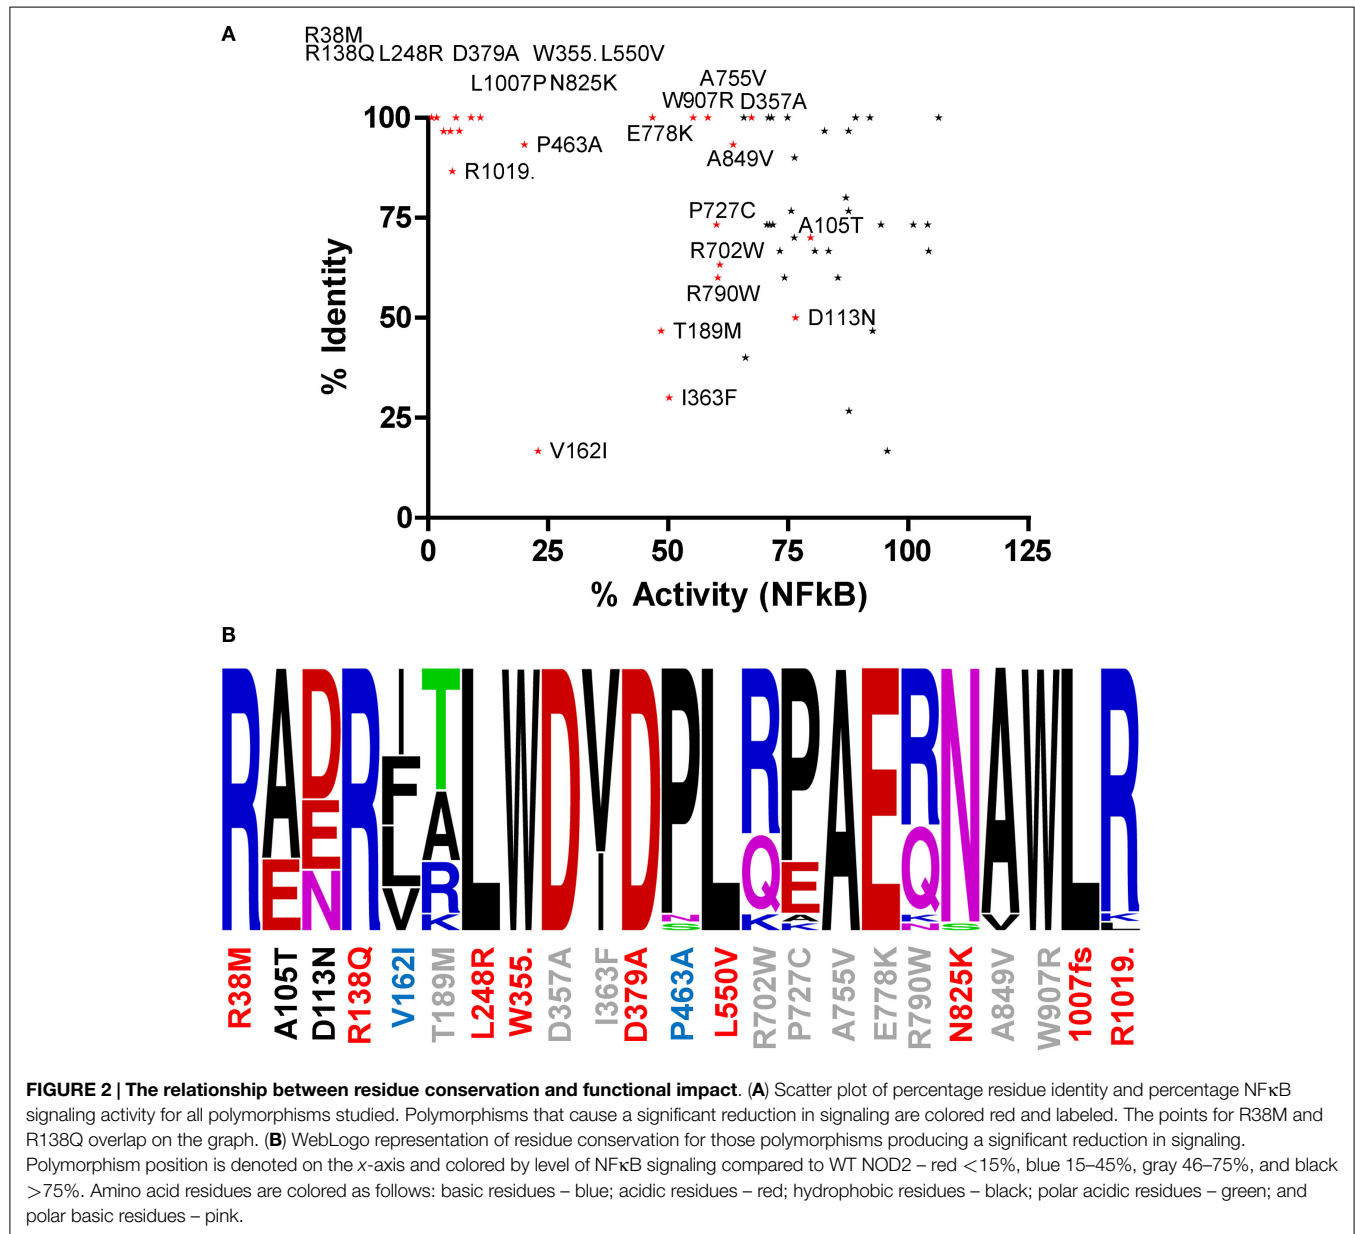 A
R38M
R138Q L248R D379A W355. L550V
L1007P N825K A755V
W907R D357A
100
E778K
P463A
A849V
R1019.
P727C
75
A105T
R702W
R790W
50
D113N
T189M
I363F
25
V162I
0
% Identity
0 25 50 75 100 125
% Activity (NFkB)
B
R A D R I T L W D V D P L R P A E R N A W L R
E E F A I N Q E Q S V K
N L R S K A K L
V K K N
R38M A105T D113N R138Q V162I T189M L248R W355. D357A I363F D379A P463A L550V R702W P727C A755V E778K R790W N825K A849V W907R 1007fs R1019.
FIGURE 2 | The relationship between residue conservation and functional impact. (A) Scatter plot of percentage residue identity and percentage NFκB
signaling activity for all polymorphisms studied. Polymorphisms that cause a significant reduction in signaling are colored red and labeled. The points for R38M and
R138Q overlap on the graph. (B) WebLogo representation of residue conservation for those polymorphisms producing a significant reduction in signaling.
Polymorphism position is denoted on the x-axis and colored by level of NFκB signaling compared to WT NOD2 – red <15%, blue 15–45%, gray 46–75%, and black
>75%. Amino acid residues are colored as follows: basic residues – blue; acidic residues – red; hydrophobic residues – black; polar acidic residues – green; and
polar basic residues – pink.